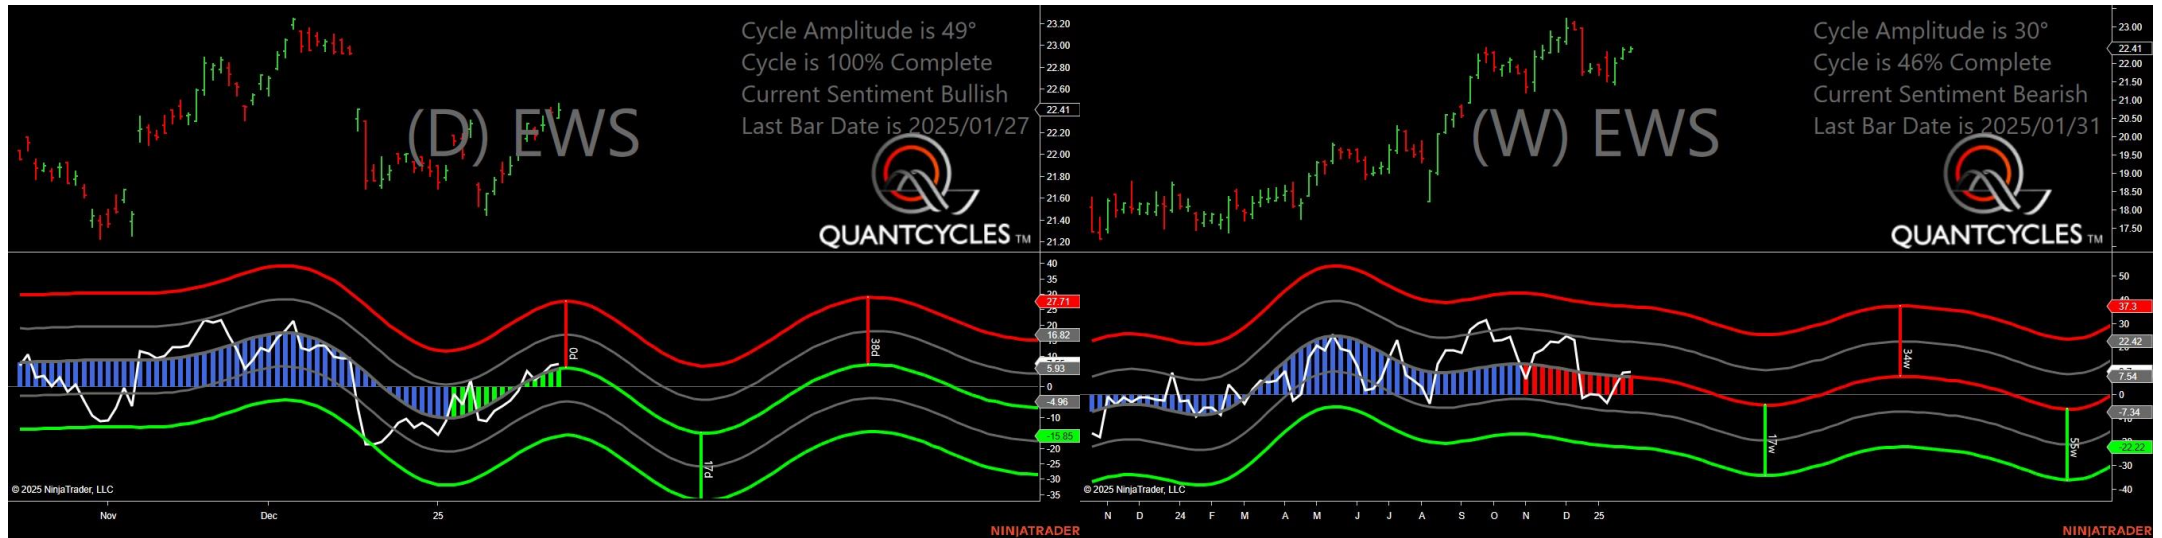 Cycle Amplitude is 49°
Cycle is 100% Complete
Current Sentiment Bullish
Last Bar Date is 2025/01/27
(D) EWS
QUANTCYCLES TM
23.20
23.00
22.80
22.60
22.41
22.20
22.00
21.80
21.60
21.40
21.20
40
35
27.71
25
20
16.82
5.93
0
-4.96
-10
-15.85
-20
-25
-30
-35
0d
38d
17d
© 2025 NinjaTrader, LLC
Nov
Dec
25
NINJATRADER
Cycle Amplitude is 30°
Cycle is 46% Complete
Current Sentiment Bearish
Last Bar Date is 2025/01/31
(W) EWS
QUANTCYCLES TM
23.00
22.41
22.00
21.50
21.00
20.50
20.00
19.50
19.00
18.50
18.00
17.50
50
37.3
30
22.42
7.54
0
-7.34
-22.22
-30
-40
34w
17w
55w
© 2025 NinjaTrader, LLC
N D 24 F M A M J J A S O N D 25
NINJATRADER